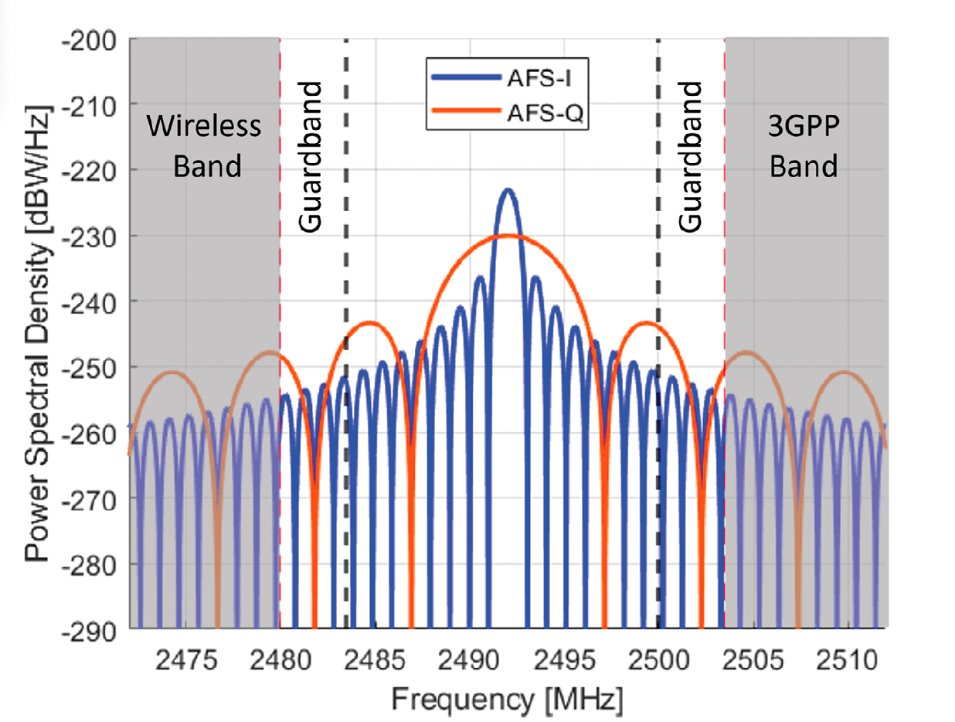 -200
-210
-220
-230
-240
-250
-260
-270
-280
-290
Power Spectral Density [dBW/Hz]
Wireless
Band
Guardband
AFS-I
AFS-Q
Guardband
3GPP
Band
2475
2480
2485
2490
2495
2500
2505
2510
Frequency [MHz]